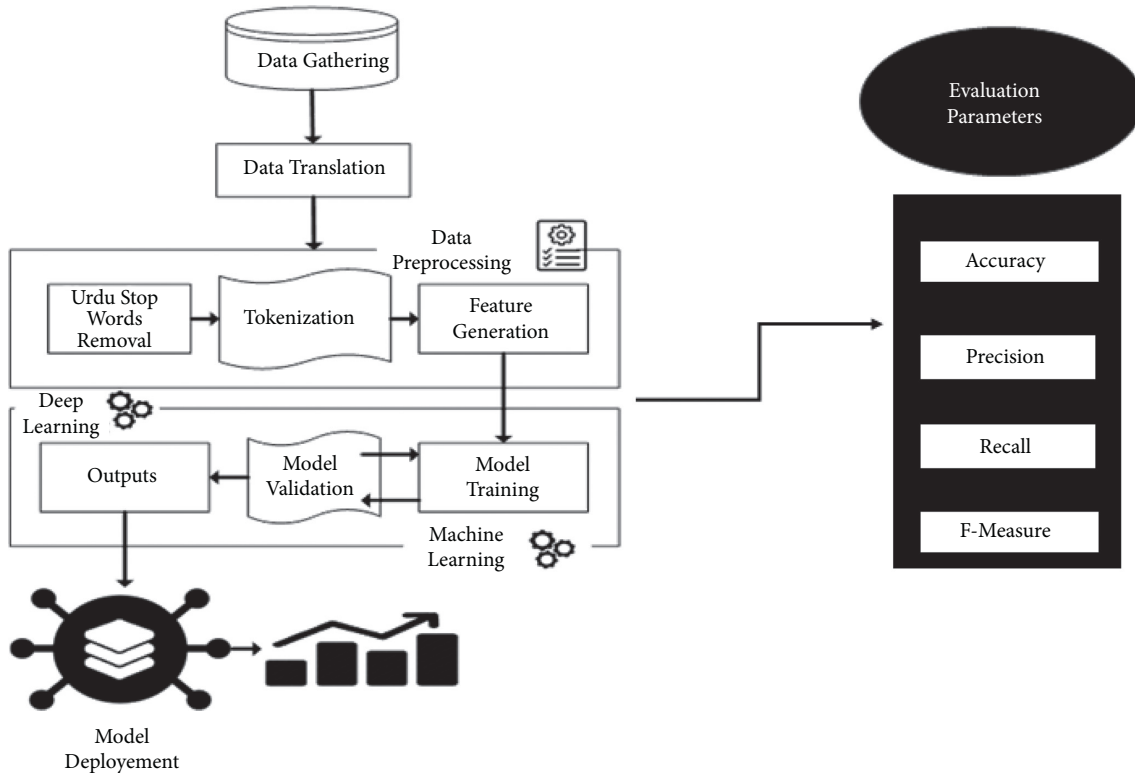 Data Gathering
Data Translation
Data
Preprocessing
Urdu Stop
Words
Removal
Tokenization
Feature
Generation
Deep
Learning
Outputs
Model
Validation
Model
Training
Machine
Learning
Model
Deployement
Evaluation
Parameters
Accuracy
Precision
Recall
F-Measure